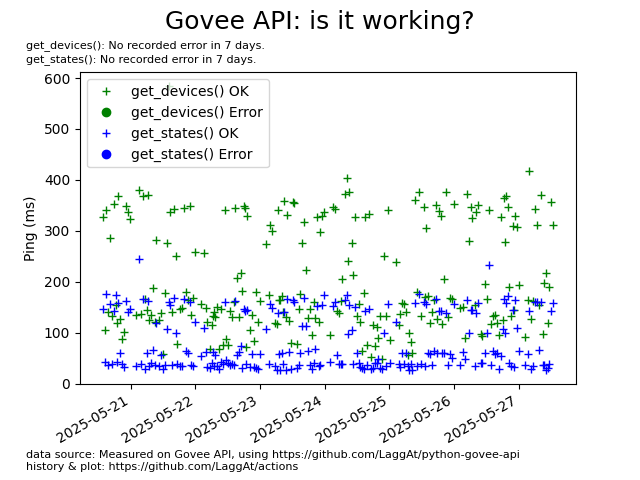 Govee API: is it working?
get_devices(): No recorded error in 7 days.
get_states(): No recorded error in 7 days.
get_devices() OK
get_devices() Error
get_states() OK
get_states() Error
Ping (ms)
600
500
400
300
200
100
0
2025-05-21
2025-05-22
2025-05-23
2025-05-24
2025-05-25
2025-05-26
2025-05-27
data source: Measured on Govee API, using https://github.com/LaggAt/python-govee-api
history & plot: https://github.com/LaggAt/actions